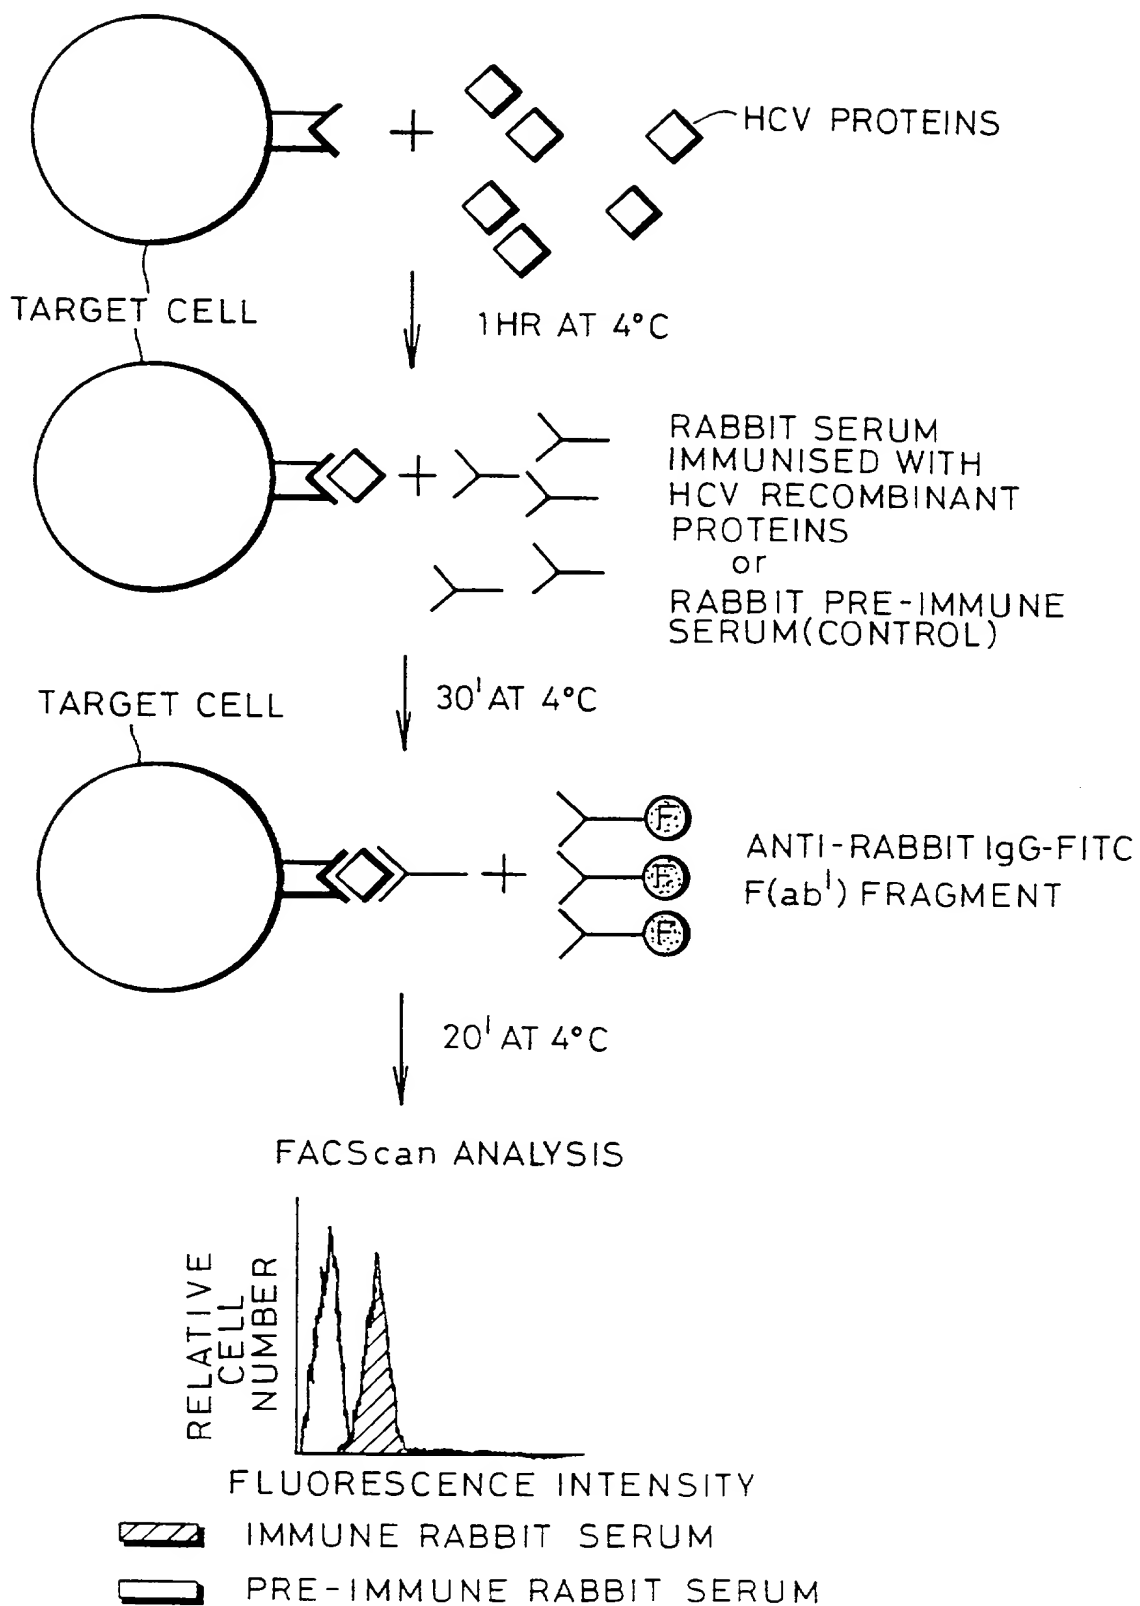 HCV PROTEINS
TARGET CELL
1HR AT 4°C
RABBIT SERUM
IMMUNISED WITH
HCV RECOMBINANT
PROTEINS
or
RABBIT PRE-IMMUNE
SERUM(CONTROL)
30' AT 4°C
TARGET CELL
F
F
F
ANTI-RABBIT IgG-FITC
F(ab') FRAGMENT
20' AT 4°C
FACScan ANALYSIS
RELATIVE
CELL
NUMBER
FLUORESCENCE INTENSITY
IMMUNE RABBIT SERUM
PRE-IMMUNE RABBIT SERUM